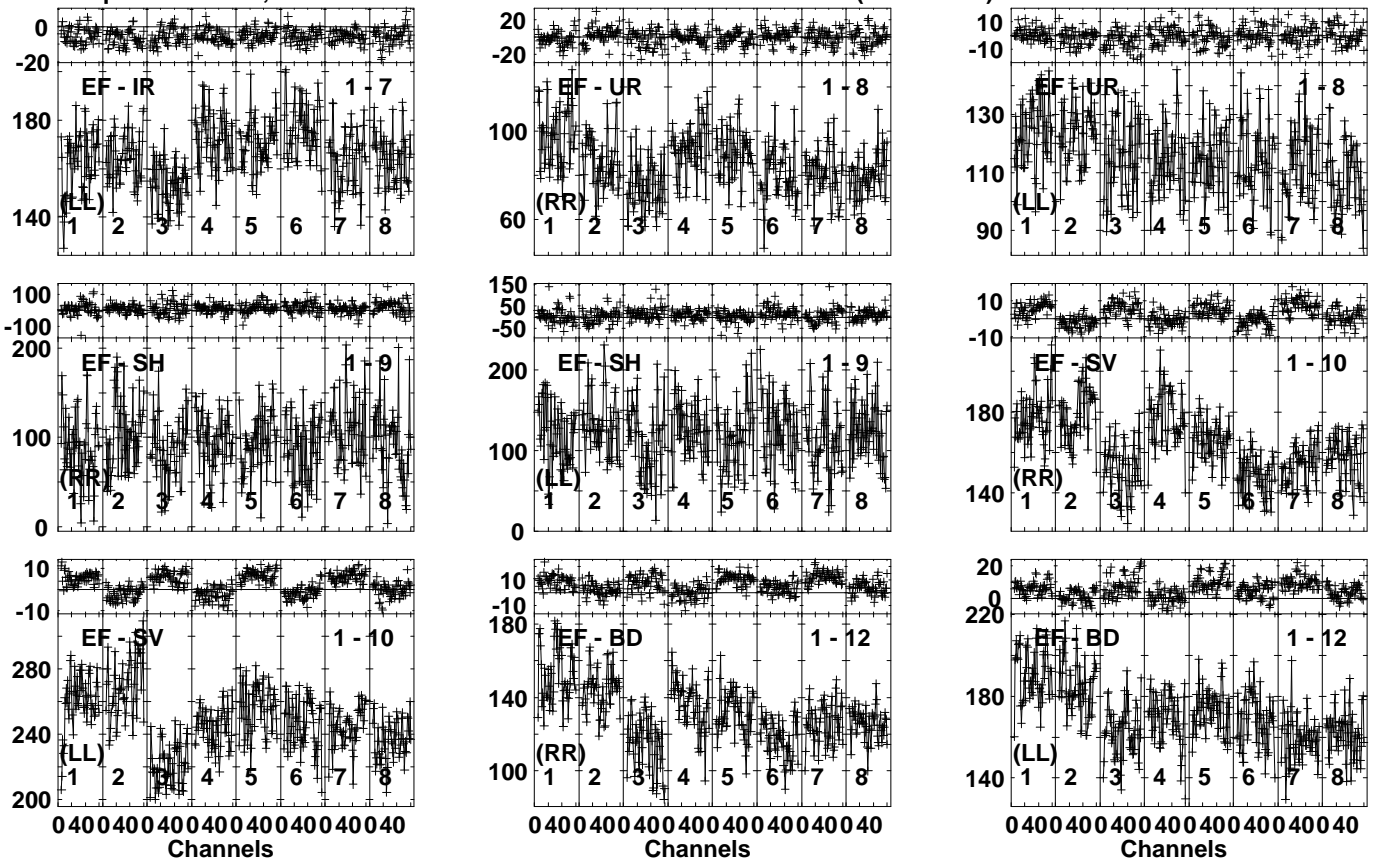 0
-20
EF - IR 1 - 7
180
140
(LL)
1 2 3 4 5 6 7 8
20
-20
EF - UR 1 - 8
100
60
(RR)
1 2 3 4 5 6 7 8
10
-10
EF - UR 1 - 8
130
110
90
(LL)
1 2 3 4 5 6 7 8
100
-100
200
EF - SH 1 - 9
100
0
(RR)
1 2 3 4 5 6 7 8
150
50
-50
200
EF - SH 1 - 9
100
0
(LL)
1 2 3 4 5 6 7 8
10
-10
EF - SV 1 - 10
180
140
(RR)
1 2 3 4 5 6 7 8
10
-10
EF - SV 1 - 10
280
240
200
(LL)
1 2 3 4 5 6 7 8
0 40 0 40 0 40 0 40 0 40 0 40 0 40 0 40
Channels
10
-10
180
EF - BD 1 - 12
140
100
(RR)
1 2 3 4 5 6 7 8
0 40 0 40 0 40 0 40 0 40 0 40 0 40 0 40
Channels
20
0
220
EF - BD 1 - 12
180
140
(LL)
1 2 3 4 5 6 7 8
0 40 0 40 0 40 0 40 0 40 0 40 0 40 0 40
Channels